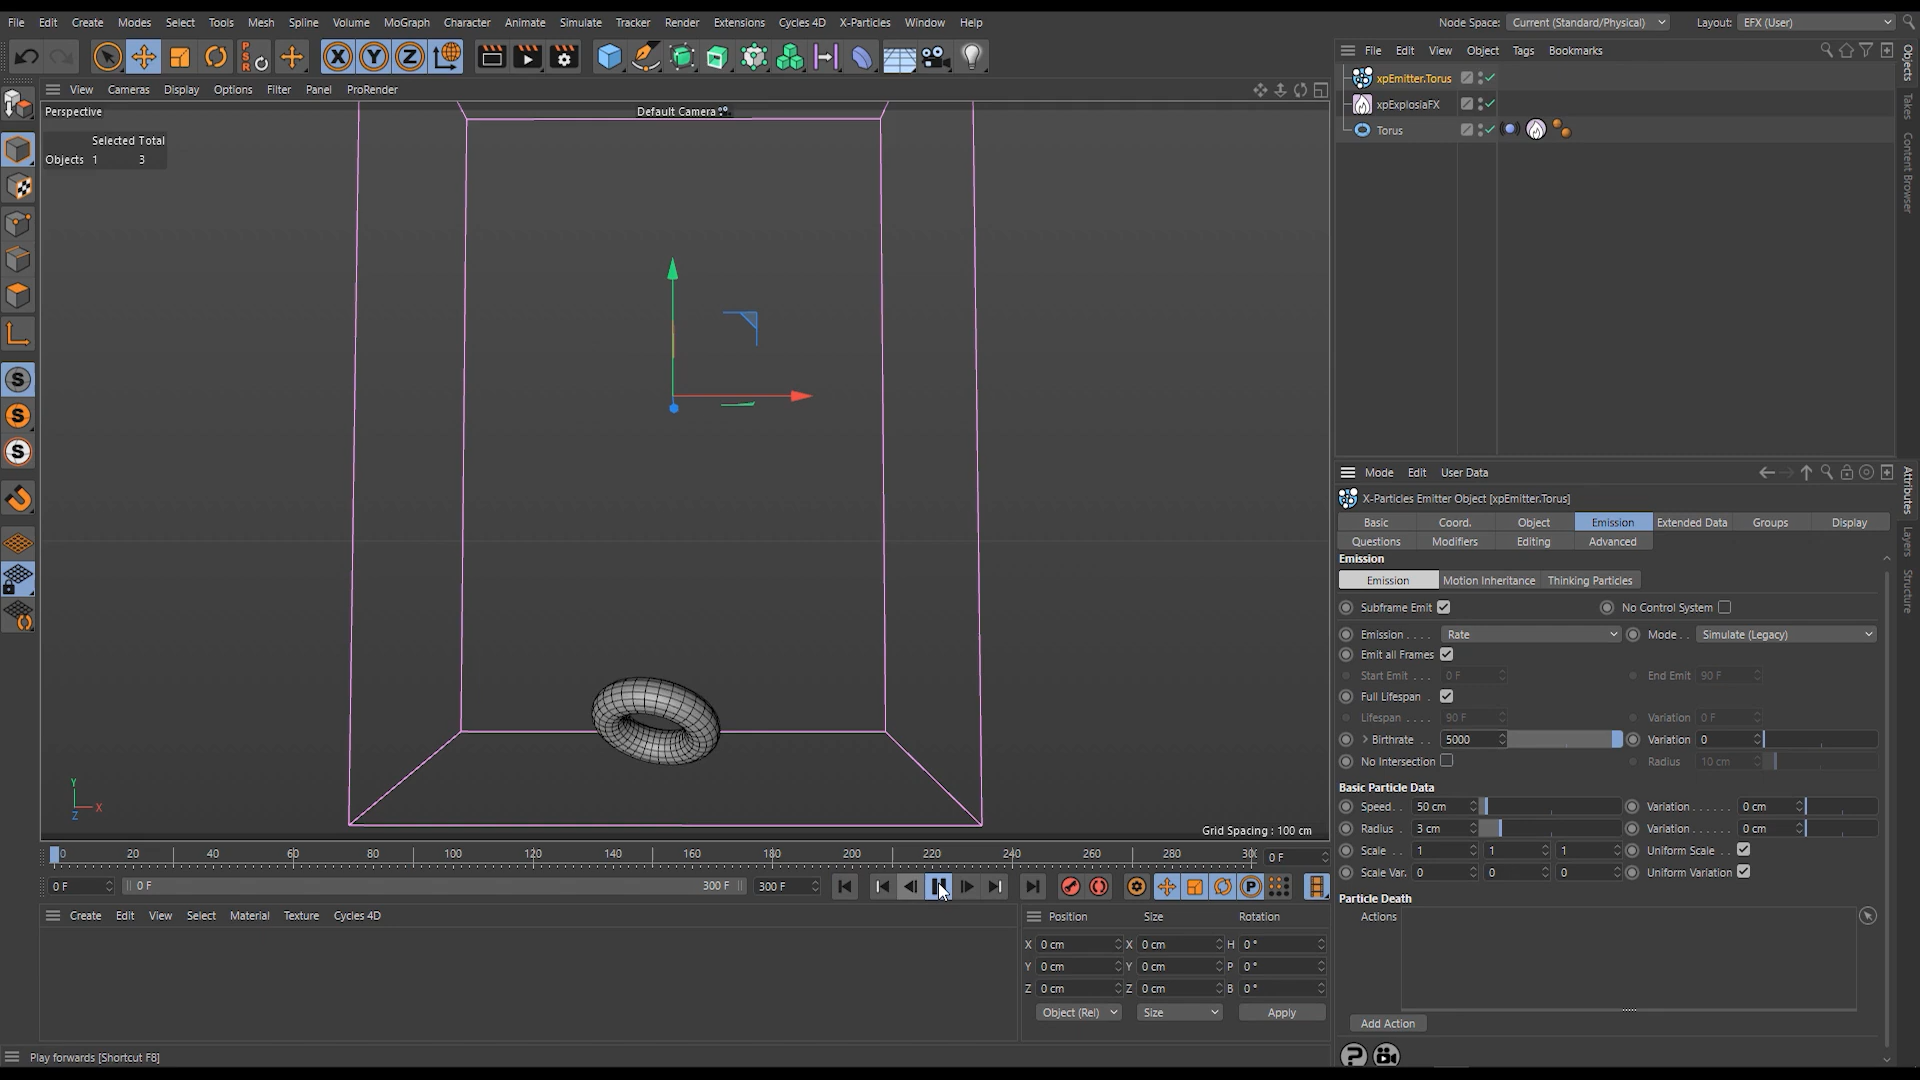 File Edit Create Modes Select Tools Mesh Spline Volume MoGraph Character Animate Simulate Tracker Render Extensions Cycles 4D X-Particles Window Help Node Space: Current (Standard/Physical) Layout: EFX (User)
File Edit View Object Tags Bookmarks
xpEmitter.Torus
xpExplosiaFX
Torus
Objects
Takes
Content Browser
PSR
X Y Z
View Cameras Display Options Filter Panel ProRender
Perspective
Default Camera
Selected Total
Objects 1 3
S
S
S
Y
X
Z
Grid Spacing : 100 cm
0 20 40 60 80 100 120 140 160 180 200 220 240 260 280 0 F
0 F 0 F 300 F 300 F
P
Create Edit View Select Material Texture Cycles 4D
Position Size Rotation
X 0 cm X 0 cm H 0 °
Y 0 cm Y 0 cm P 0 °
Z 0 cm Z 0 cm B 0 °
Object (Rel) Size Apply
Play forwards [Shortcut F8]
Mode Edit User Data
Attributes
Layers
Structure
X-Particles Emitter Object [xpEmitter.Torus]
Basic Coord. Object Emission Extended Data Groups Display
Questions Modifiers Editing Advanced
Emission
Emission Motion Inheritance Thinking Particles
Subframe Emit No Control System
Emission . . . . Rate Mode . . Simulate (Legacy)
Emit all Frames
Start Emit . . . 0 F End Emit 90 F
Full Lifespan .
Lifespan . . . . 90 F Variation 0 F
> Birthrate . . 5000 Variation 0
No Intersection Radius 10 cm
Basic Particle Data
Speed. . 50 cm Variation . . . . . . 0 cm
Radius . 3 cm Variation . . . . . . 0 cm
Scale . . 1 1 1 Uniform Scale . .
Scale Var. 0 0 0 Uniform Variation
Particle Death
Actions
Add Action
?